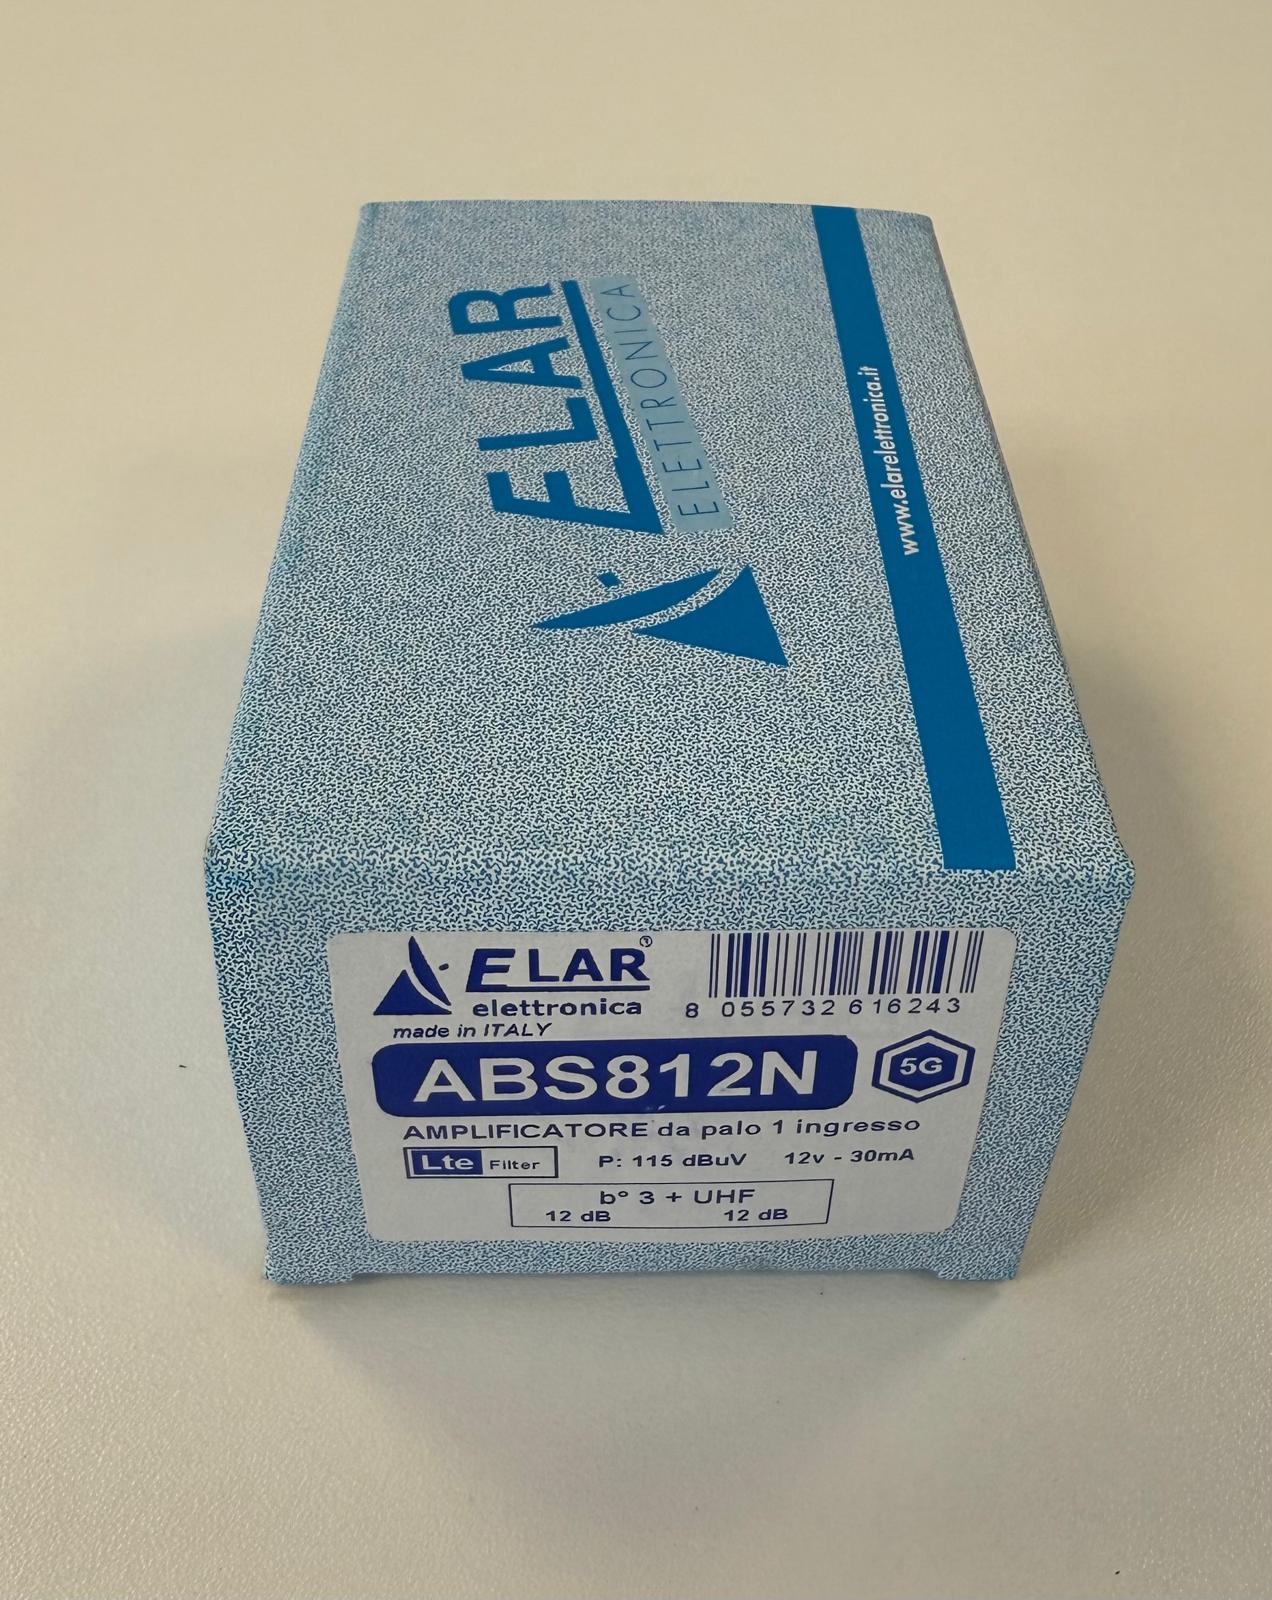 ELAR
ELETTRONICA
www.elarelettronica.it
ELAR®
elettronica
made in ITALY
8 055732 616243
ABS812N
5G
AMPLIFICATORE da palo 1 ingresso
Lte Filter
P: 115 dBuV 12v - 30mA
b° 3 + UHF
12 dB 12 dB